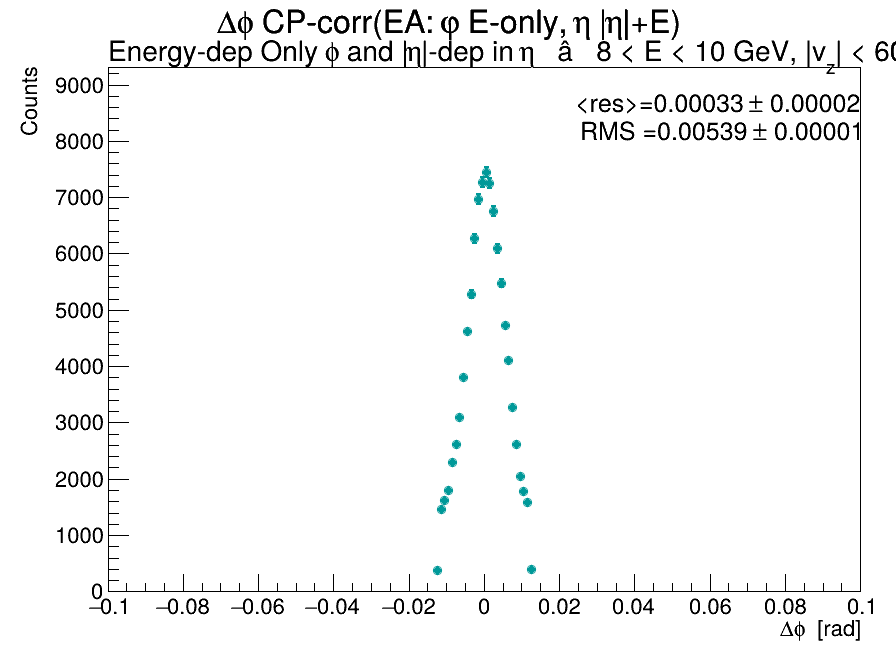 Δϕ CP-corr(EA: φ E-only, η |η|+E)
Energy-dep Only ϕ and |η|-dep in η â 8 < E < 10 GeV, |v_z| < 60
Counts
<res>=0.00033 ± 0.00002
RMS =0.00539 ± 0.00001
9000
8000
7000
6000
5000
4000
3000
2000
1000
0
−0.1 −0.08 −0.06 −0.04 −0.02 0 0.02 0.04 0.06 0.08 0.1
Δϕ [rad]